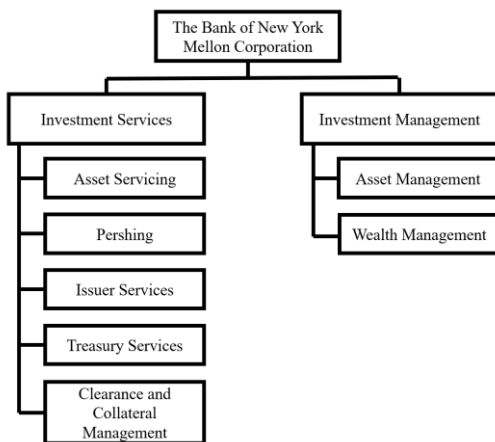 The Bank of New York
Mellon Corporation
Investment Services
Asset Servicing
Pershing
Issuer Services
Treasury Services
Clearance and
Collateral
Management
Investment Management
Asset Management
Wealth Management